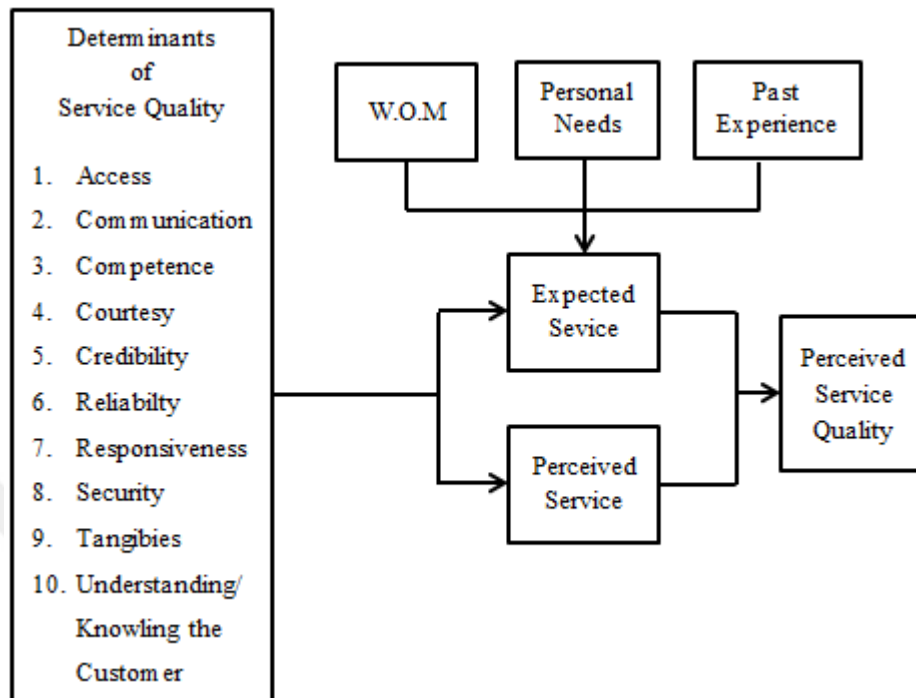 Determinants
of
Service Quality
1. Access
2. Communication
3. Competence
4. Courtesy
5. Credibility
6. Reliabilty
7. Responsiveness
8. Security
9. Tangibies
10. Understanding/
Knowling the
Customer
W.O.M
Personal
Needs
Past
Experience
Expected
Sevice
Perceived
Service
Perceived
Service
Quality